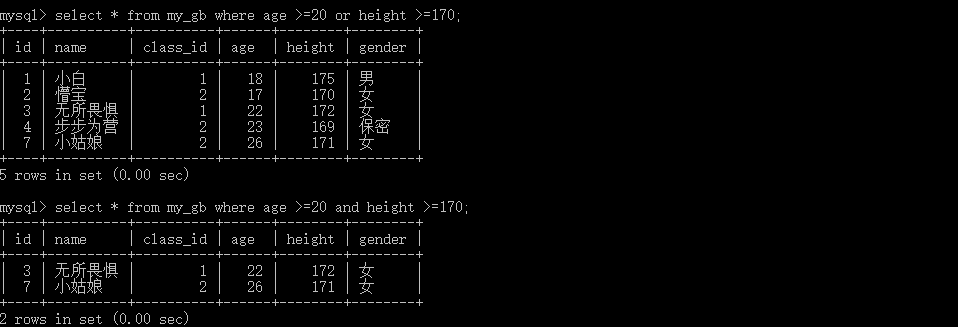 mysql> select * from my_gb where age >=20 or height >=170;
+----+----------+----------+------+--------+--------+
| id | name | class_id | age | height | gender |
+----+----------+----------+------+--------+--------+
| 1 | 小白 | 1 | 18 | 175 | 男 |
| 2 | 懵宝 | 2 | 17 | 170 | 女 |
| 3 | 无所畏惧 | 1 | 22 | 172 | 女 |
| 4 | 步步为营 | 2 | 23 | 169 | 保密 |
| 7 | 小姑娘 | 2 | 26 | 171 | 女 |
+----+----------+----------+------+--------+--------+
5 rows in set (0.00 sec)
mysql> select * from my_gb where age >=20 and height >=170;
+----+----------+----------+------+--------+--------+
| id | name | class_id | age | height | gender |
+----+----------+----------+------+--------+--------+
| 3 | 无所畏惧 | 1 | 22 | 172 | 女 |
| 7 | 小姑娘 | 2 | 26 | 171 | 女 |
+----+----------+----------+------+--------+--------+
2 rows in set (0.00 sec)